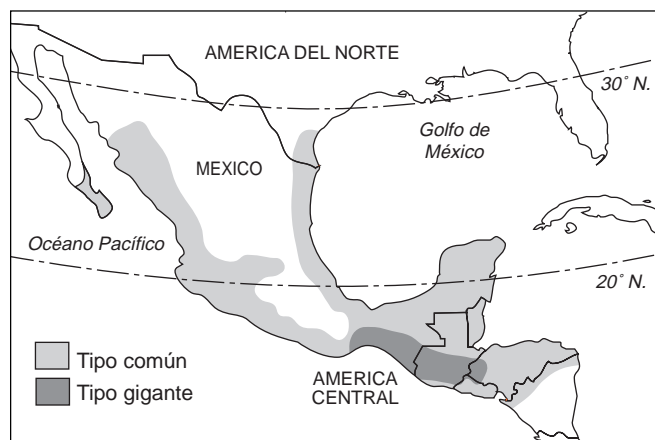 AMERICA DEL NORTE
30° N.
Golfo de
México
MEXICO
Océano Pacífico
20° N.
Tipo común
Tipo gigante
AMERICA
CENTRAL